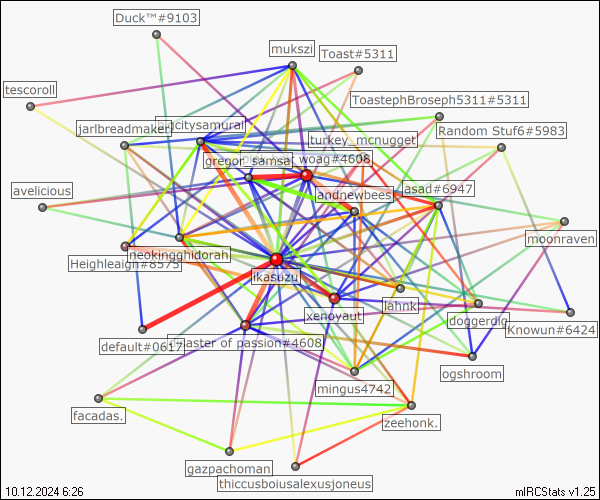 Duck™#9103
mukszi
Toast#5311
tescoroll
ToastephBroseph5311#5311
jarlbreadmaker
citysamurai
turkey_mcnugget
Random Stuf6#5983
gregor_samsa
woag#4608
avelicious
andnewbees
asad#6947
moonraven
neokingghidorah
Heighleaigh#8575
ikasuzu
lahnk
xenoyaut
doggerdig
Knowun#6424
default#0617
aster of passion#4608
ogshroom
mingus4742
facadas.
zeehonk.
gazpachoman
thiccusboiusalexusjoneus
10.12.2024 6:26
mIRCStats v1.25